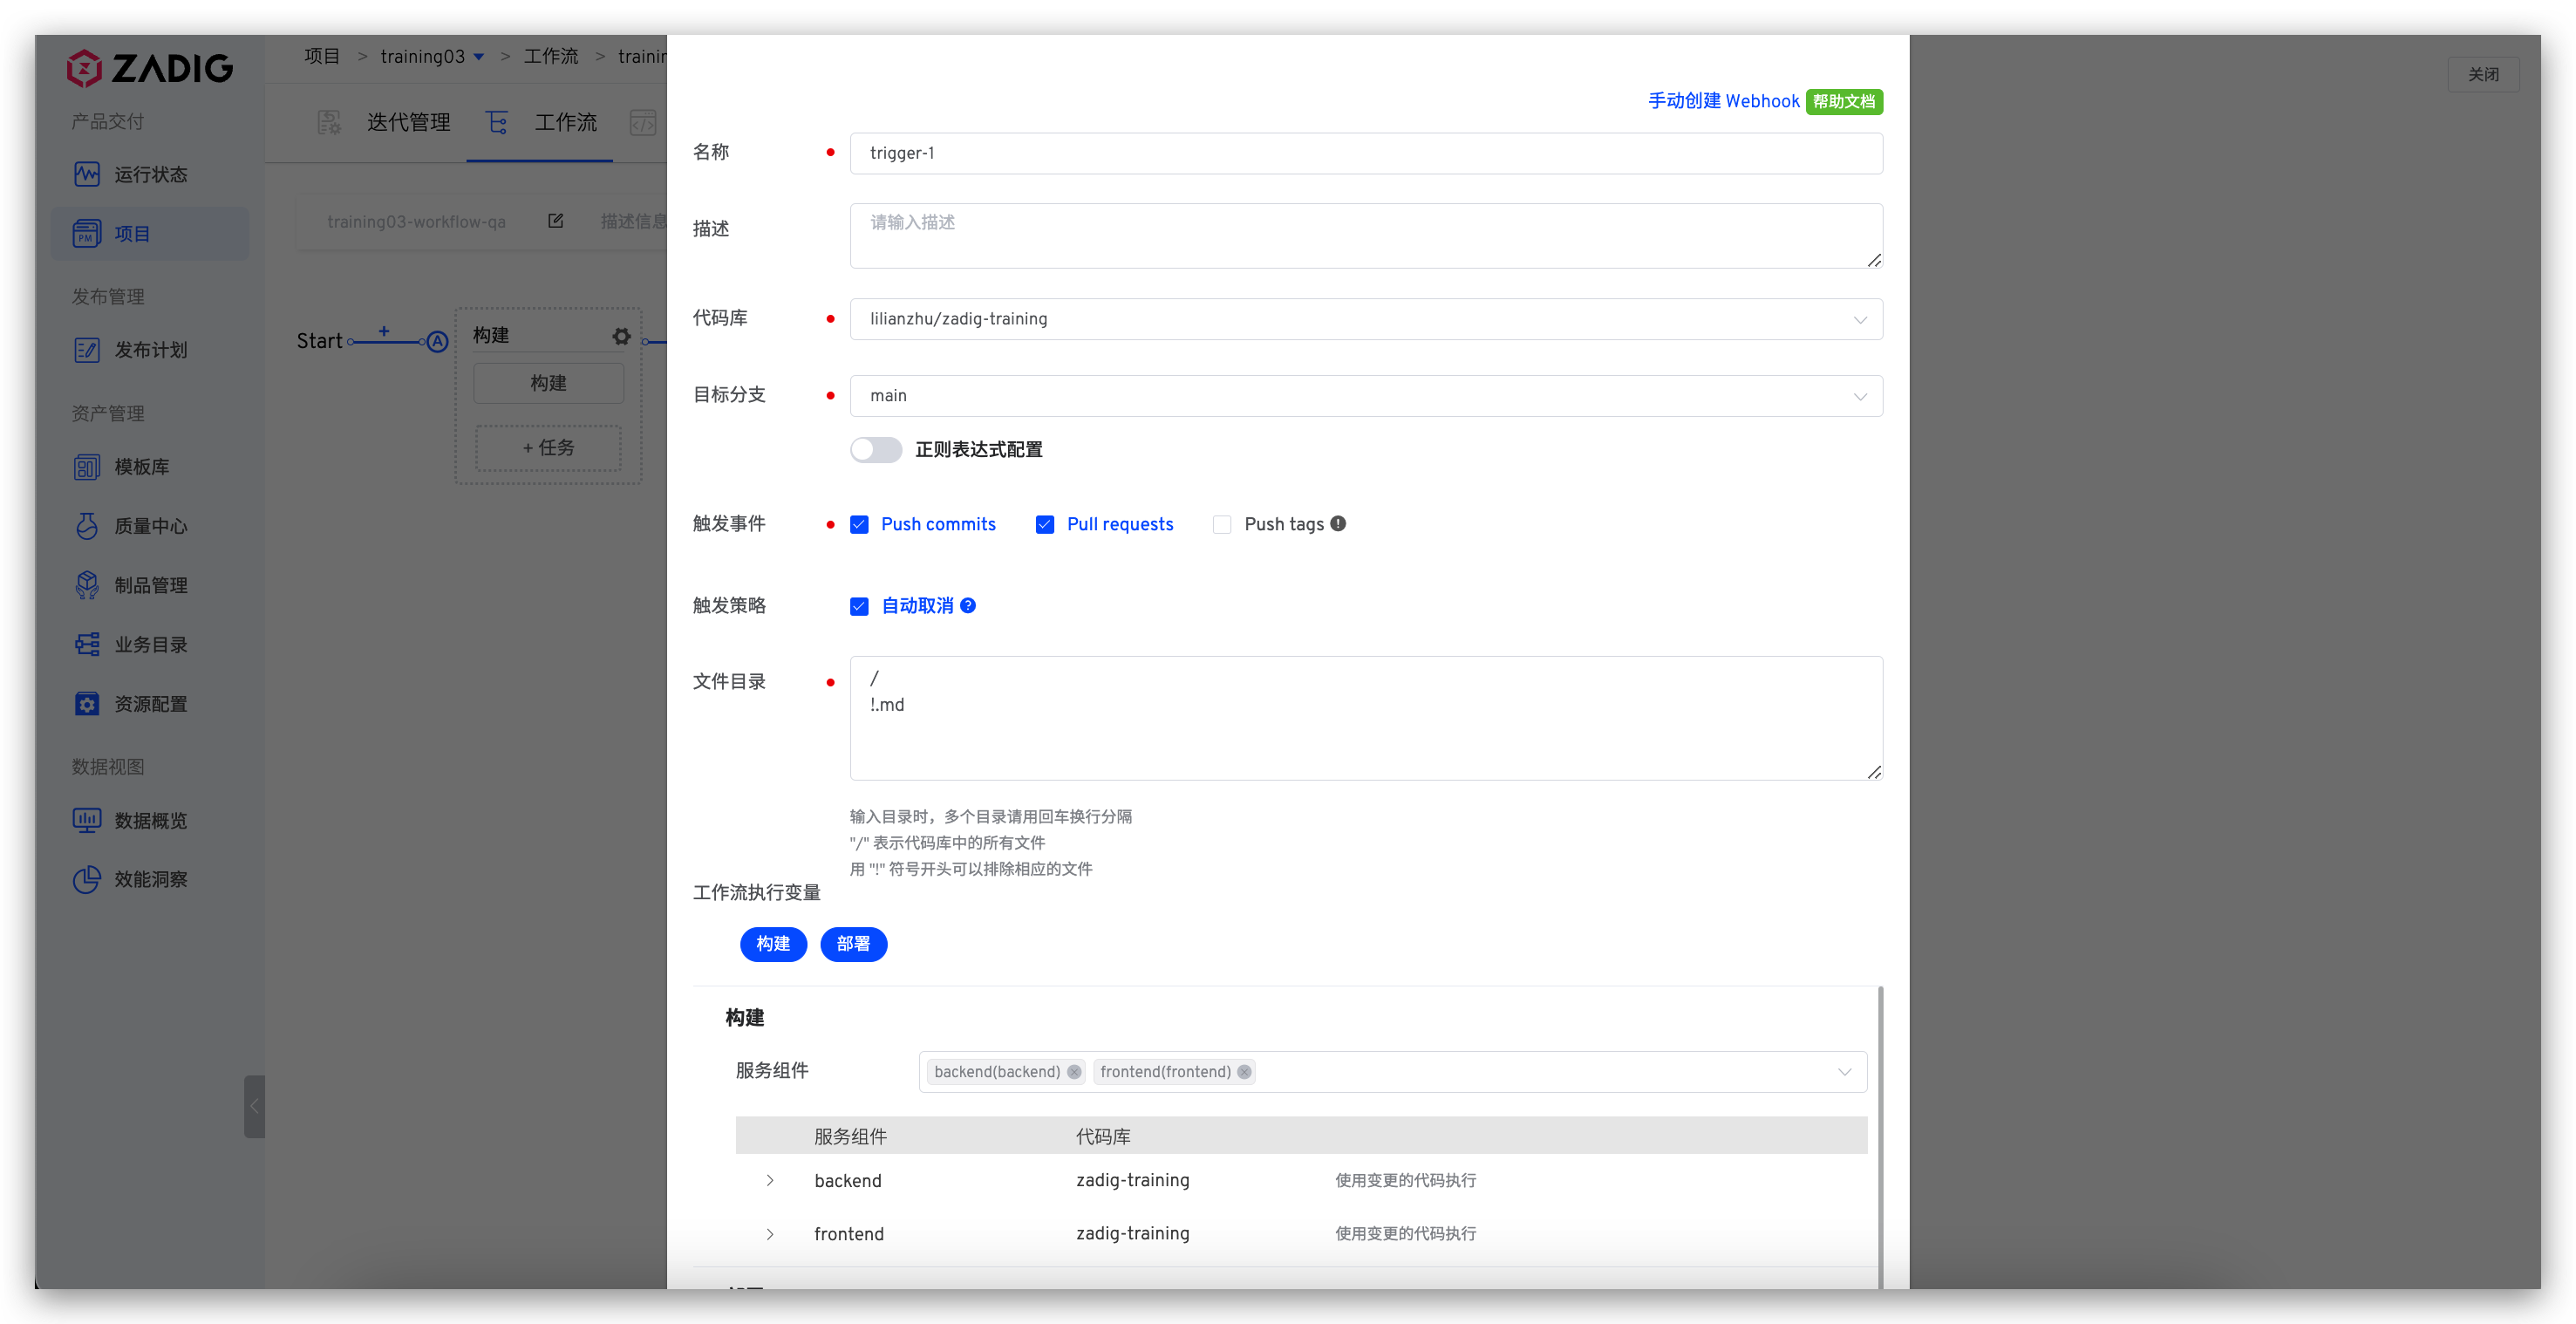 ZADIG
项目 > training03 > 工作流 > trainin
关闭
产品交付
运行状态
项目
发布管理
发布计划
资产管理
模板库
质量中心
制品管理
业务目录
资源配置
数据视图
数据概览
效能洞察
迭代管理 工作流
training03-workflow-qa 描述信息
Start + A
构建
构建
+ 任务
手动创建 Webhook 帮助文档
名称 trigger-1
描述 请输入描述
代码库 lilianzhu/zadig-training
目标分支 main
正则表达式配置
触发事件 Push commits Pull requests Push tags
触发策略 自动取消
文件目录 /
!.md
输入目录时，多个目录请用回车换行分隔
"/" 表示代码库中的所有文件
用 "!" 符号开头可以排除相应的文件
工作流执行变量
构建 部署
构建
服务组件 backend(backend) frontend(frontend)
服务组件 代码库
backend zadig-training 使用变更的代码执行
frontend zadig-training 使用变更的代码执行